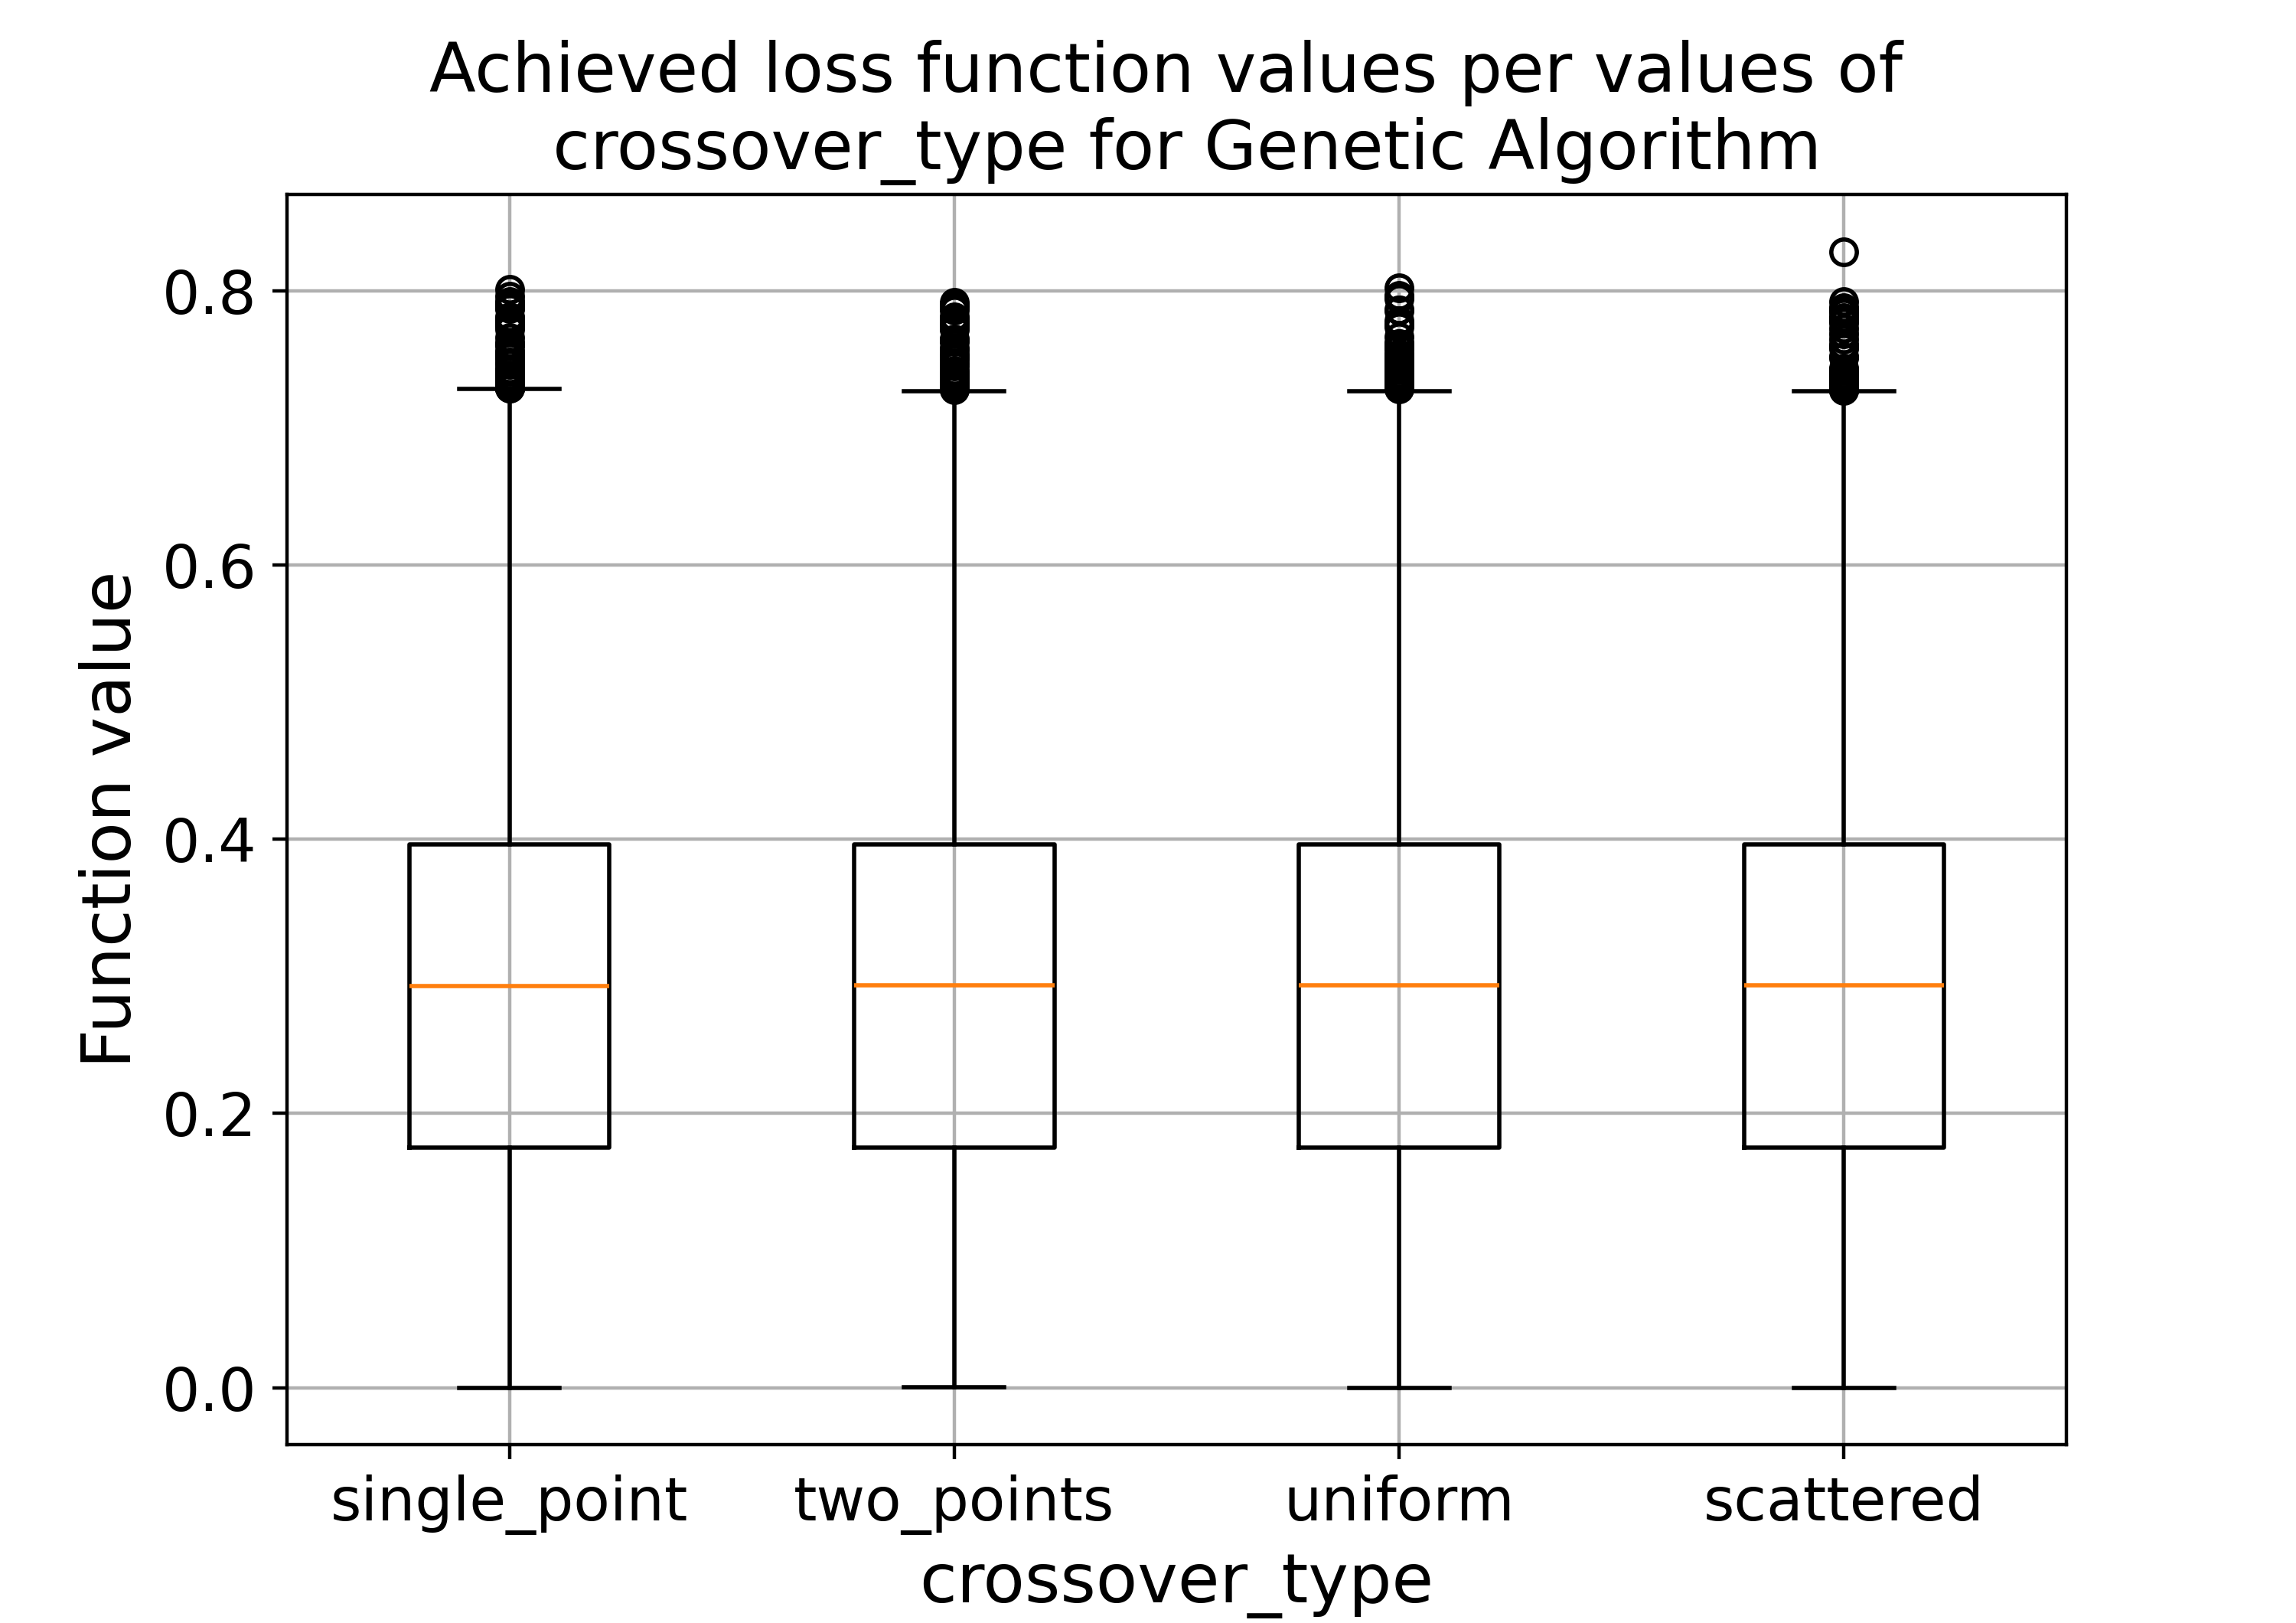 Achieved loss function values per values of
crossover_type for Genetic Algorithm
Function value
0.8
0.6
0.4
0.2
0.0
single_point two_points uniform scattered
crossover_type